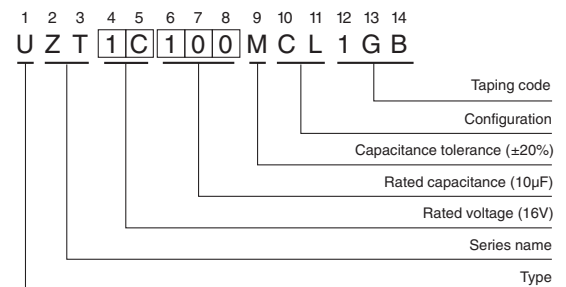 1 2 3 4 5 6 7 8 9 10 11 12 13 14
U Z T 1 C 1 0 0 M C L 1 G B
Taping code
Configuration
Capacitance tolerance (±20%)
Rated capacitance (10µF)
Rated voltage (16V)
Series name
Type